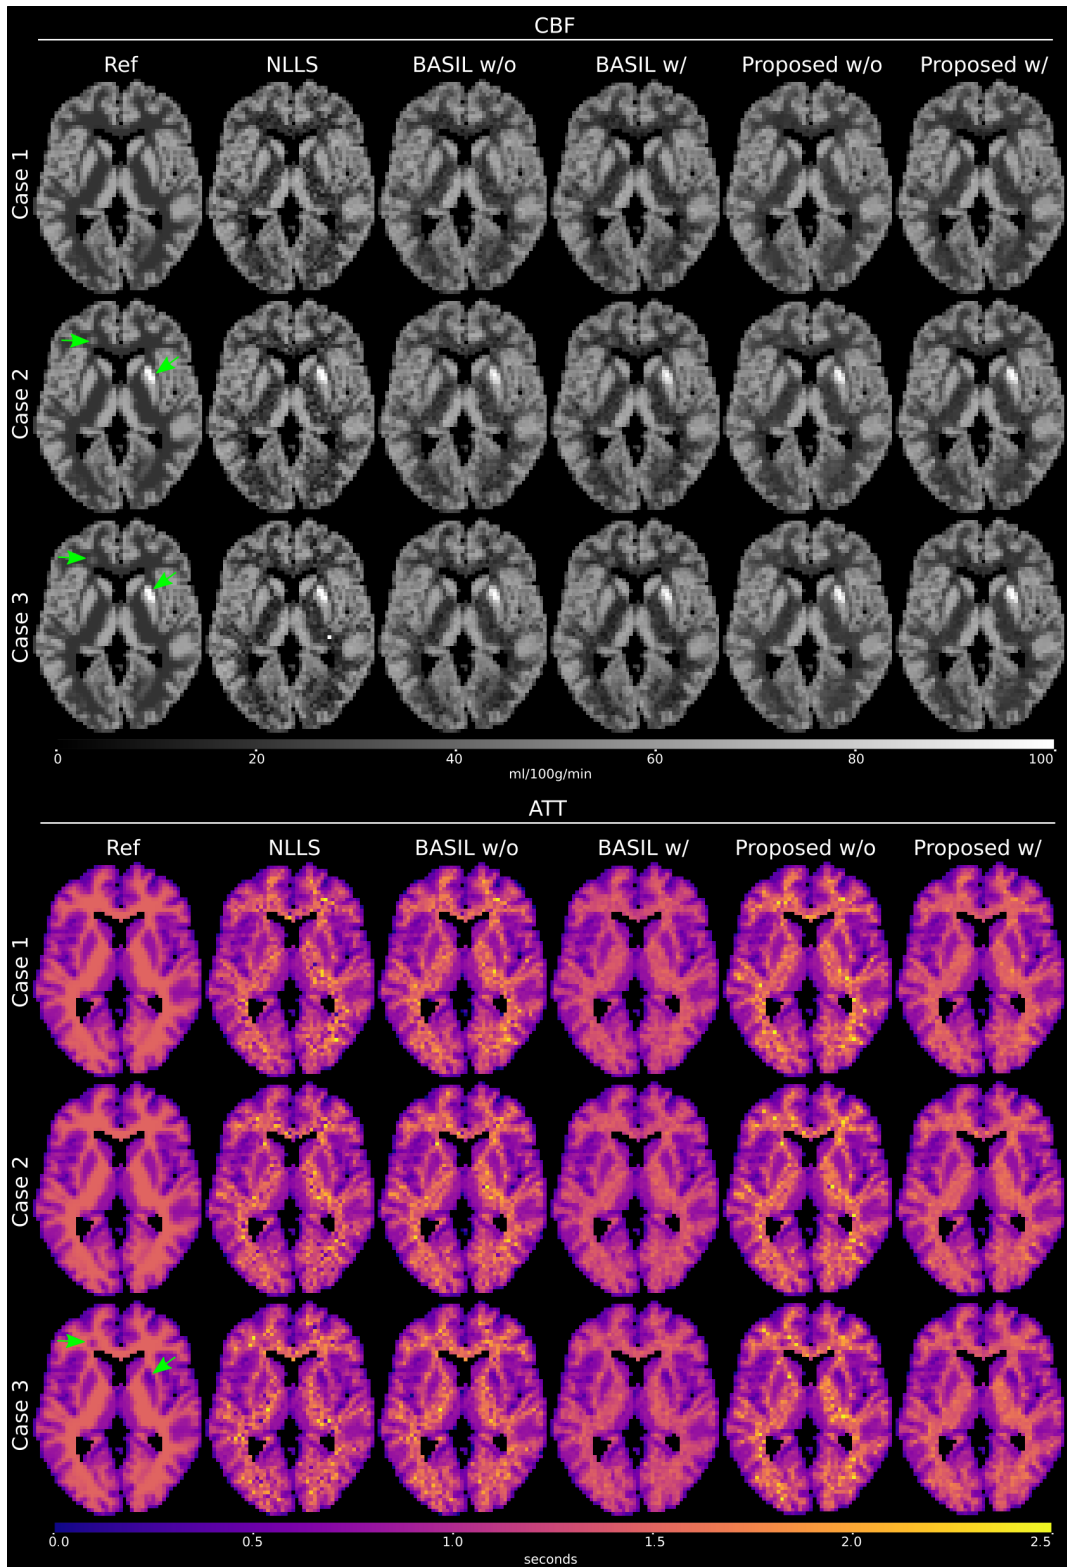 CBF
Ref NLLS BASIL w/o BASIL w/ Proposed w/o Proposed w/
Case 1
Case 2
Case 3
0 20 40 60 80 100
ml/100g/min
ATT
Ref NLLS BASIL w/o BASIL w/ Proposed w/o Proposed w/
Case 1
Case 2
Case 3
0.0 0.5 1.0 1.5 2.0 2.5
seconds